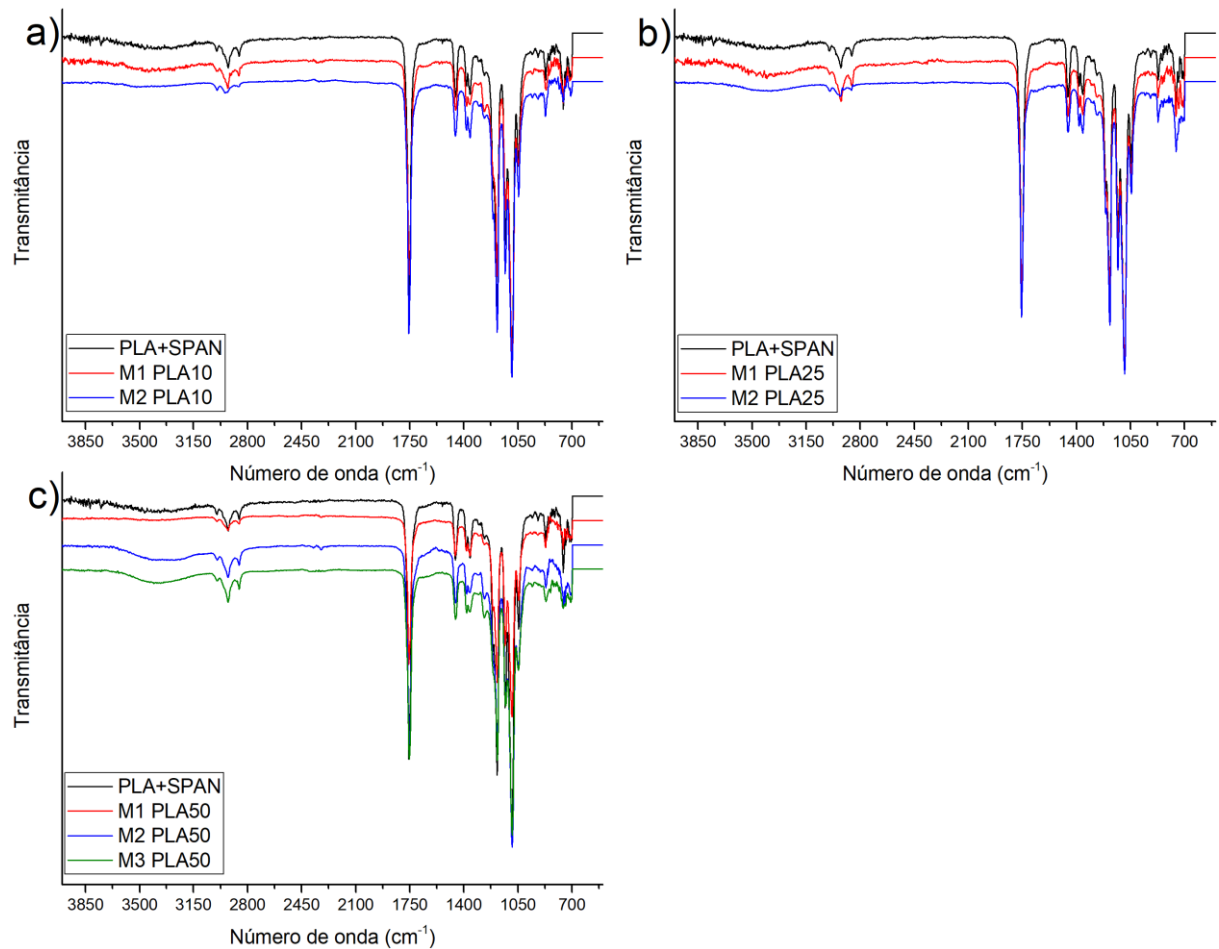 a)
Transmitância
PLA+SPAN
M1 PLA10
M2 PLA10
3850 3500 3150 2800 2450 2100 1750 1400 1050 700
Número de onda (cm⁻¹)
b)
Transmitância
PLA+SPAN
M1 PLA25
M2 PLA25
3850 3500 3150 2800 2450 2100 1750 1400 1050 700
Número de onda (cm⁻¹)
c)
Transmitância
PLA+SPAN
M1 PLA50
M2 PLA50
M3 PLA50
3850 3500 3150 2800 2450 2100 1750 1400 1050 700
Número de onda (cm⁻¹)